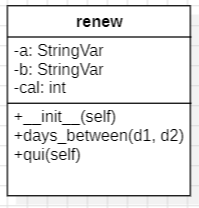 renew
-a: StringVar
-b: StringVar
-cal: int
+__init__(self)
+days_between(d1, d2)
+qui(self)